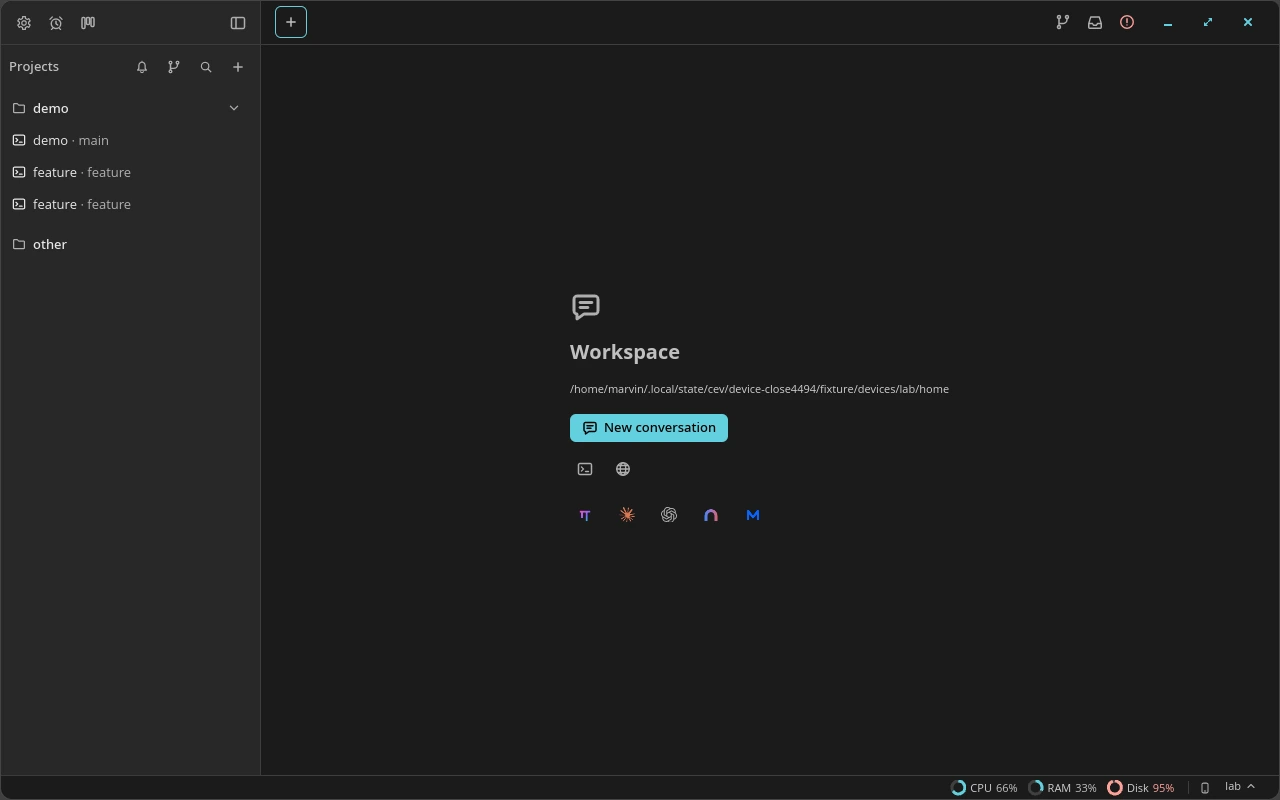 Projects
demo
demo · main
feature · feature
feature · feature
other
Workspace
/home/marvin/.local/state/cev/device-close4494/fixture/devices/lab/home
New conversation
CPU 66% RAM 33% Disk 95% lab